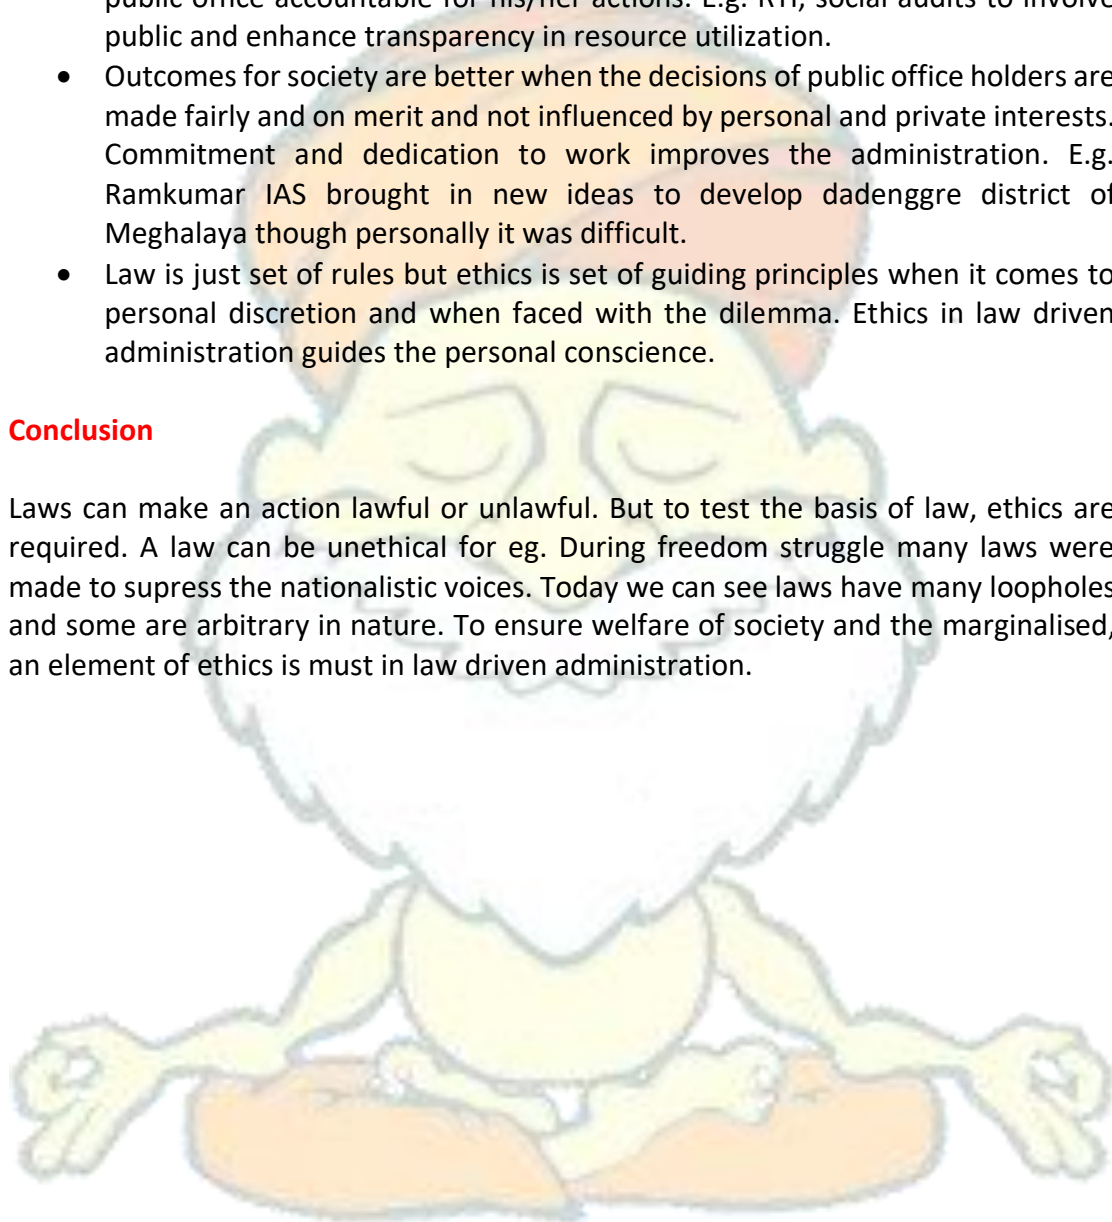 public office accountable for his/her actions. E.g. RTI, social audits to involve
public and enhance transparency in resource utilization.
• Outcomes for society are better when the decisions of public office holders are
made fairly and on merit and not influenced by personal and private interests.
Commitment and dedication to work improves the administration. E.g.
Ramkumar IAS brought in new ideas to develop dadenggre district of
Meghalaya though personally it was difficult.
• Law is just set of rules but ethics is set of guiding principles when it comes to
personal discretion and when faced with the dilemma. Ethics in law driven
administration guides the personal conscience.
Conclusion
Laws can make an action lawful or unlawful. But to test the basis of law, ethics are
required. A law can be unethical for eg. During freedom struggle many laws were
made to supress the nationalistic voices. Today we can see laws have many loopholes
and some are arbitrary in nature. To ensure welfare of society and the marginalised,
an element of ethics is must in law driven administration.